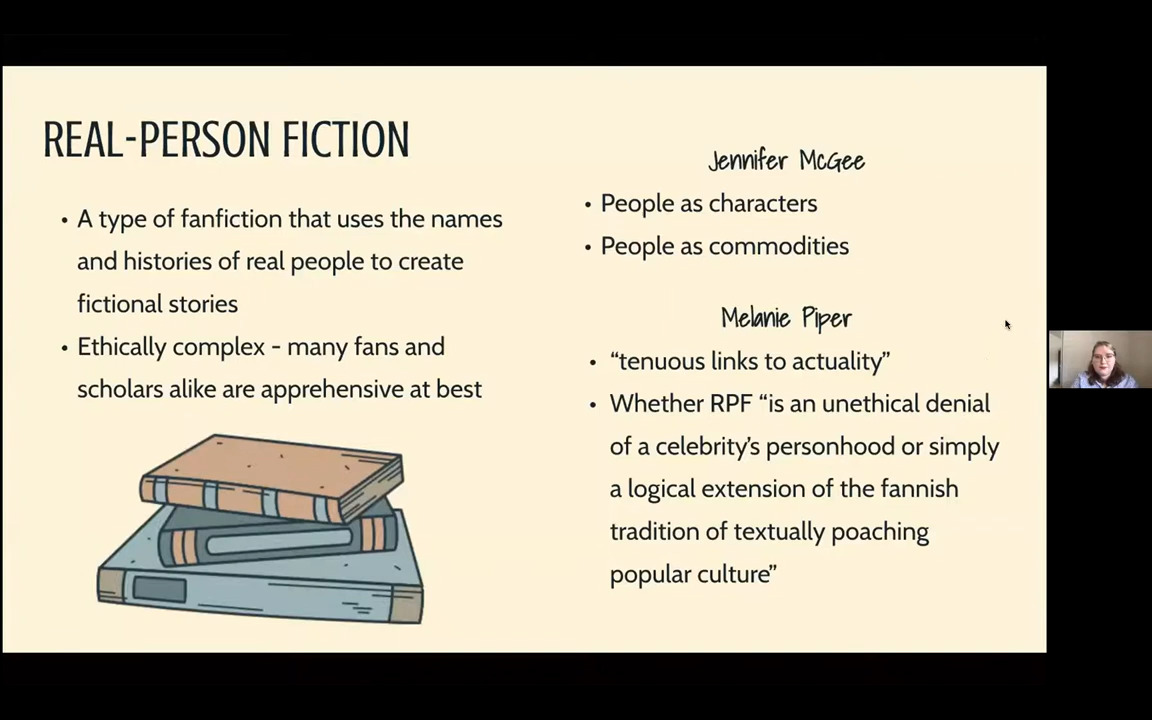 REAL-PERSON FICTION
• A type of fanfiction that uses the names
and histories of real people to create
fictional stories
• Ethically complex - many fans and
scholars alike are apprehensive at best
Jennifer McGee
• People as characters
• People as commodities
Melanie Piper
• “tenuous links to actuality”
• Whether RPF “is an unethical denial
of a celebrity’s personhood or simply
a logical extension of the fannish
tradition of textually poaching
popular culture”